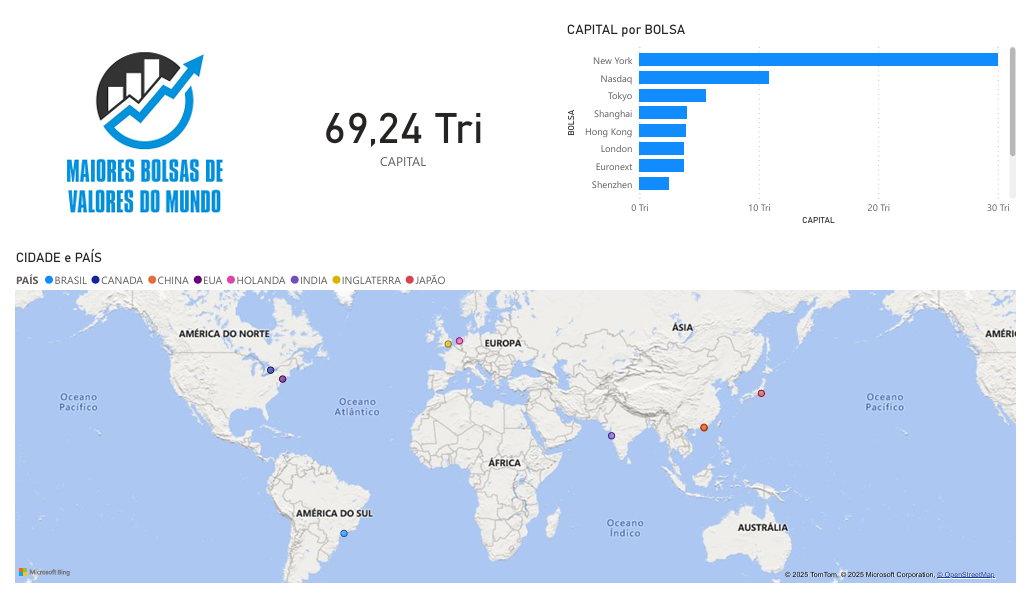 MAIORES BOLSAS DE
VALORES DO MUNDO
69,24 Tri
CAPITAL
CAPITAL por BOLSA
BOLSA
New York
Nasdaq
Tokyo
Shanghai
Hong Kong
London
Euronext
Shenzhen
0 Tri 10 Tri 20 Tri 30 Tri
CAPITAL
CIDADE e PAÍS
PAÍS BRASIL CANADA CHINA EUA HOLANDA INDIA INGLATERRA JAPÃO
AMÉRICA DO NORTE
EUROPA
ÁSIA
AMÉRI
Oceano
Pacífico
Oceano
Atlântico
Oceano
Pacífico
ÁFRICA
AMÉRICA DO SUL
Oceano
Índico
AUSTRÁLIA
Microsoft Bing
© 2025 TomTom, © 2025 Microsoft Corporation, © OpenStreetMap